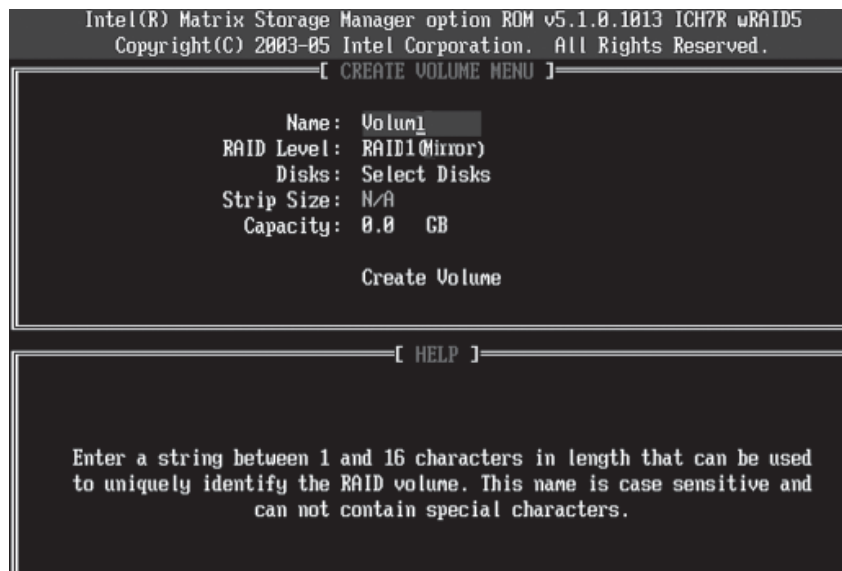 Intel(R) Matrix Storage Manager option ROM v5.1.0.1013 ICH7R wRAID5
Copyright(C) 2003-05 Intel Corporation. All Rights Reserved.
[ CREATE VOLUME MENU ]
Name: Volum1
RAID Level: RAID1(Mirror)
Disks: Select Disks
Strip Size: N/A
Capacity: 0.0 GB
Create Volume
[ HELP ]
Enter a string between 1 and 16 characters in length that can be used
to uniquely identify the RAID volume. This name is case sensitive and
can not contain special characters.